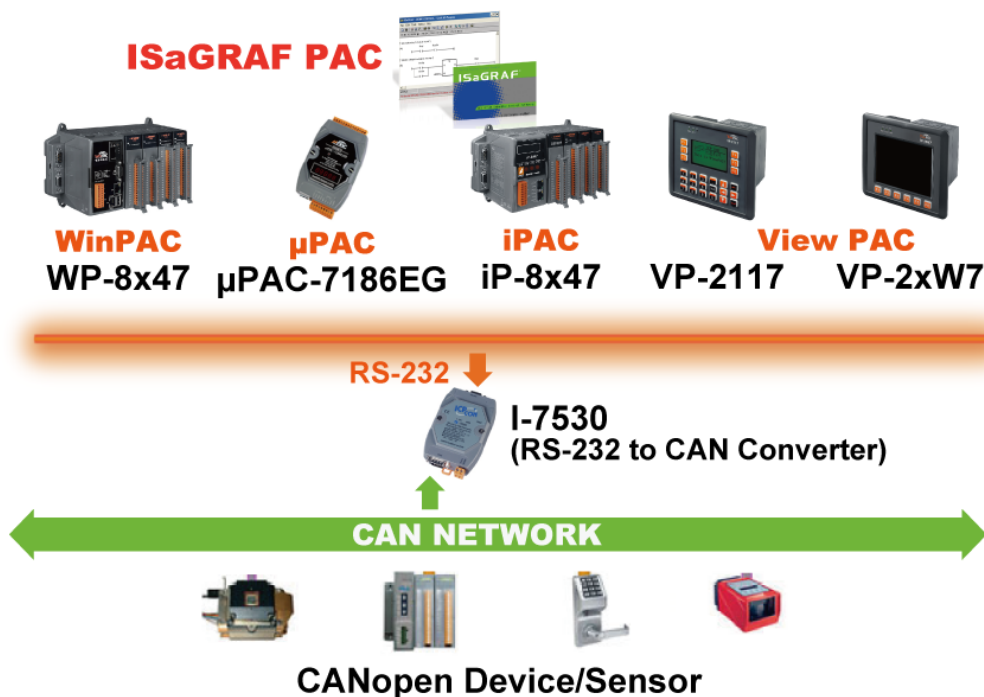 ISaGRAF PAC
ISaGRAF
WinPAC
µPAC
iPAC
View PAC
WP-8x47
µPAC-7186EG
iP-8x47
VP-2117
VP-2xW7
RS-232
I-7530
(RS-232 to CAN Converter)
CAN NETWORK
CANopen Device/Sensor